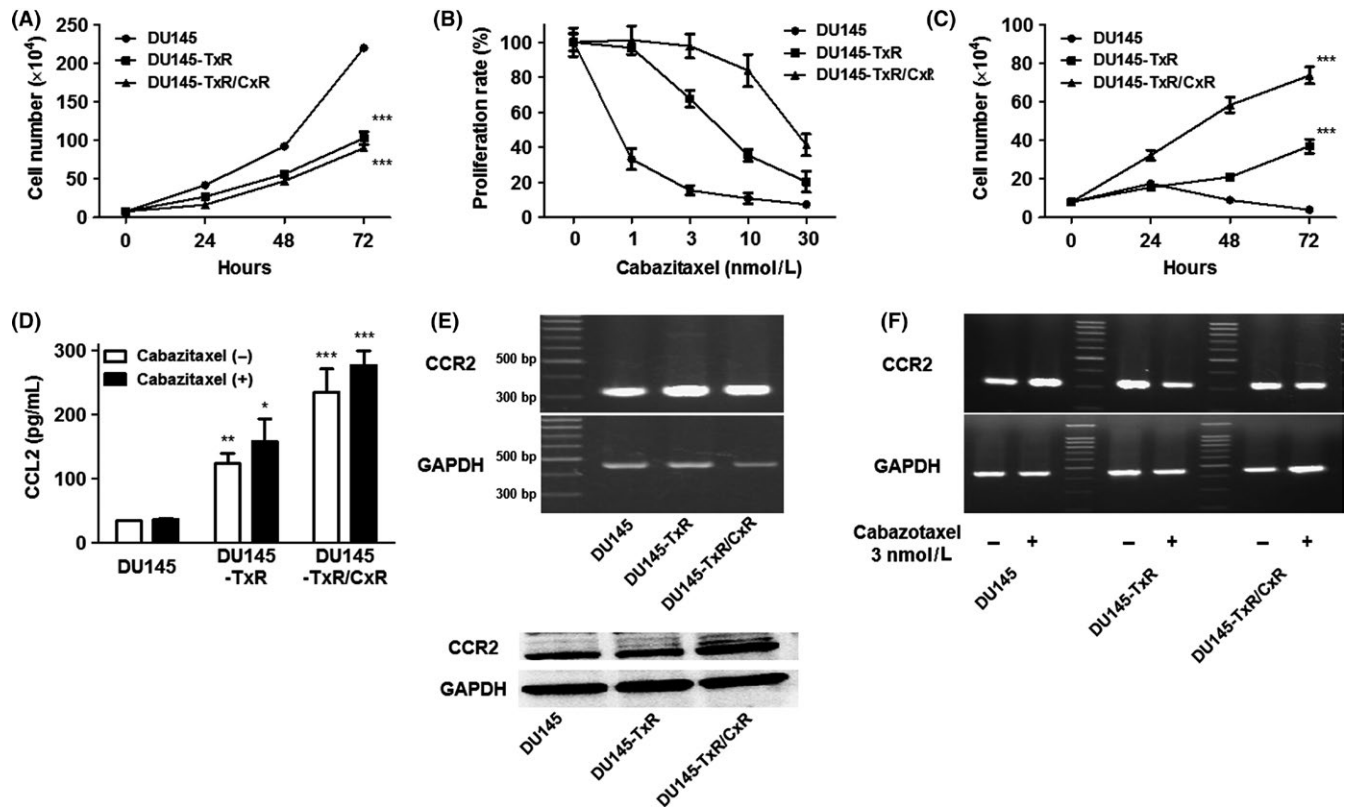 (A)
250
200
150
100
50
0
Cell number (×10⁴)
DU145
DU145-TxR
DU145-TxR/CxR
***
***
0 24 48 72
Hours
(B)
100
80
60
40
20
0
Proliferation rate (%)
DU145
DU145-TxR
DU145-TxR/CxR
0 1 3 10 30
Cabazitaxel (nmol/L)
(C)
100
80
60
40
20
0
Cell number (×10⁴)
DU145
DU145-TxR
DU145-TxR/CxR
***
***
0 24 48 72
Hours
(D)
300
200
100
0
CCL2 (pg/mL)
Cabazitaxel (–)
Cabazitaxel (+)
** * *** ***
DU145
DU145
-TxR
DU145
-TxR/CxR
(E)
CCR2
500 bp
300 bp
GAPDH
500 bp
300 bp
DU145
DU145-TxR
DU145-TxR/CxR
CCR2
GAPDH
DU145
DU145-TxR
DU145-TxR/CxR
(F)
CCR2
GAPDH
Cabazotaxel
3 nmol/L
– + – + – +
DU145
DU145-TxR
DU145-TxR/CxR